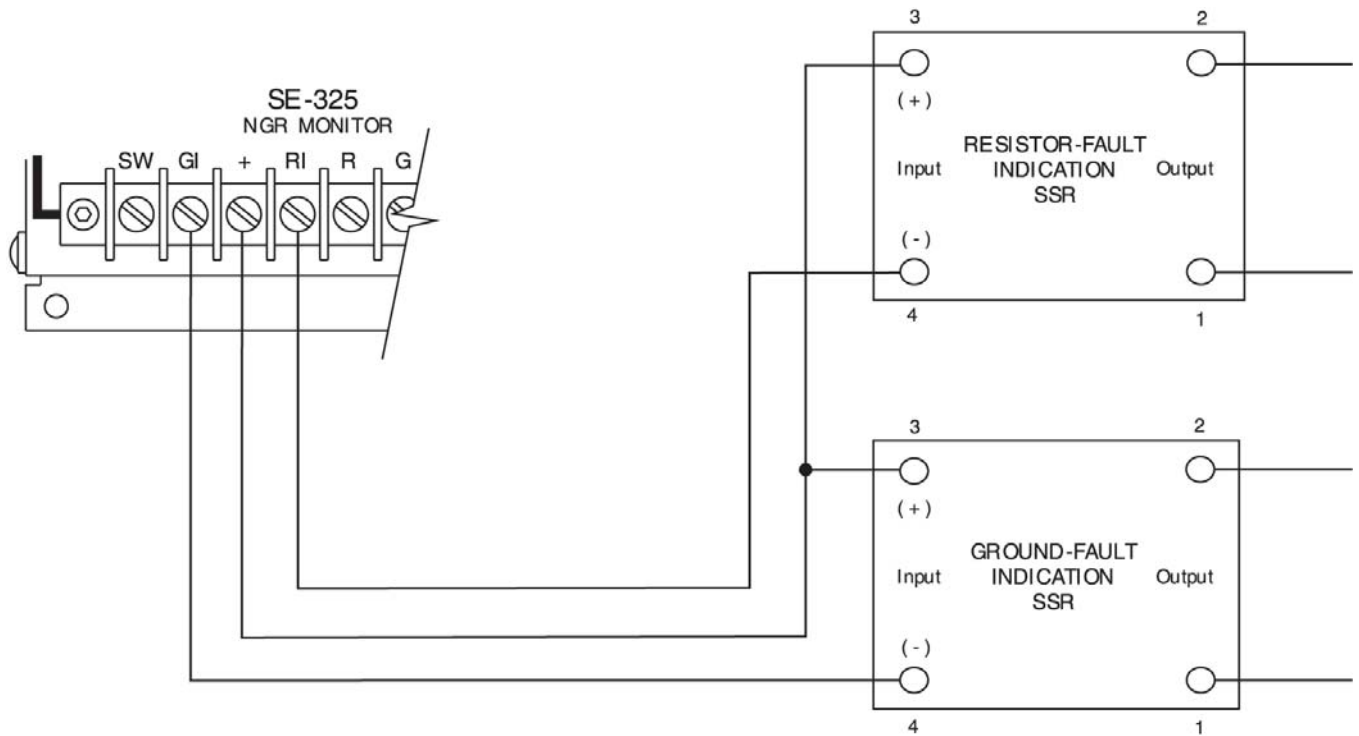 SE-325
NGR MONITOR
SW GI + RI R G
3 2
(+)
RESISTOR-FAULT
INDICATION
SSR
Input Output
(-)
4 1
3 2
(+)
GROUND-FAULT
INDICATION
SSR
Input Output
(-)
4 1